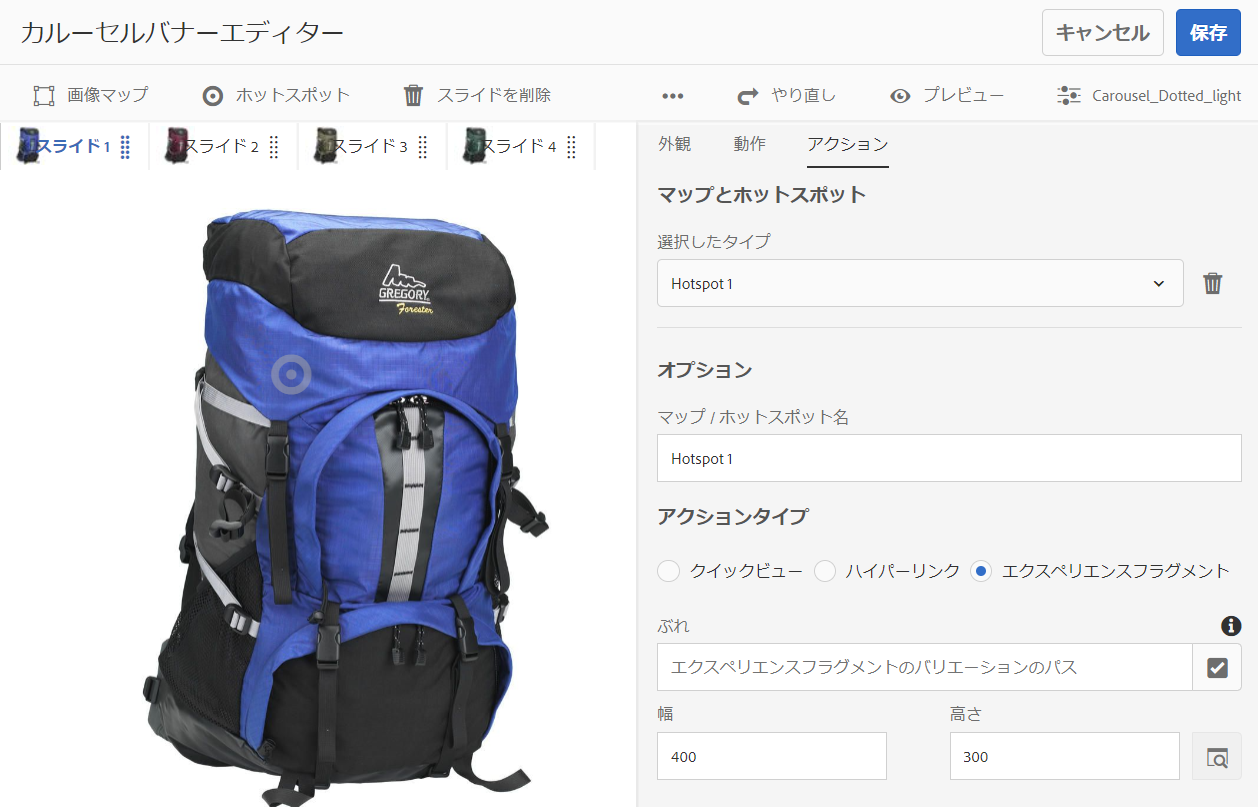 カルーセルバナーエディター
キャンセル
保存
画像マップ
ホットスポット
スライドを削除
やり直し
プレビュー
Carousel_Dotted_light
スライド 1
スライド 2
スライド 3
スライド 4
外観
動作
アクション
マップとホットスポット
選択したタイプ
Hotspot 1
オプション
マップ / ホットスポット名
Hotspot 1
アクションタイプ
クイックビュー
ハイパーリンク
エクスペリエンスフラグメント
ぶれ
エクスペリエンスフラグメントのバリエーションのパス
幅
高さ
400
300
GREGORY
Forester